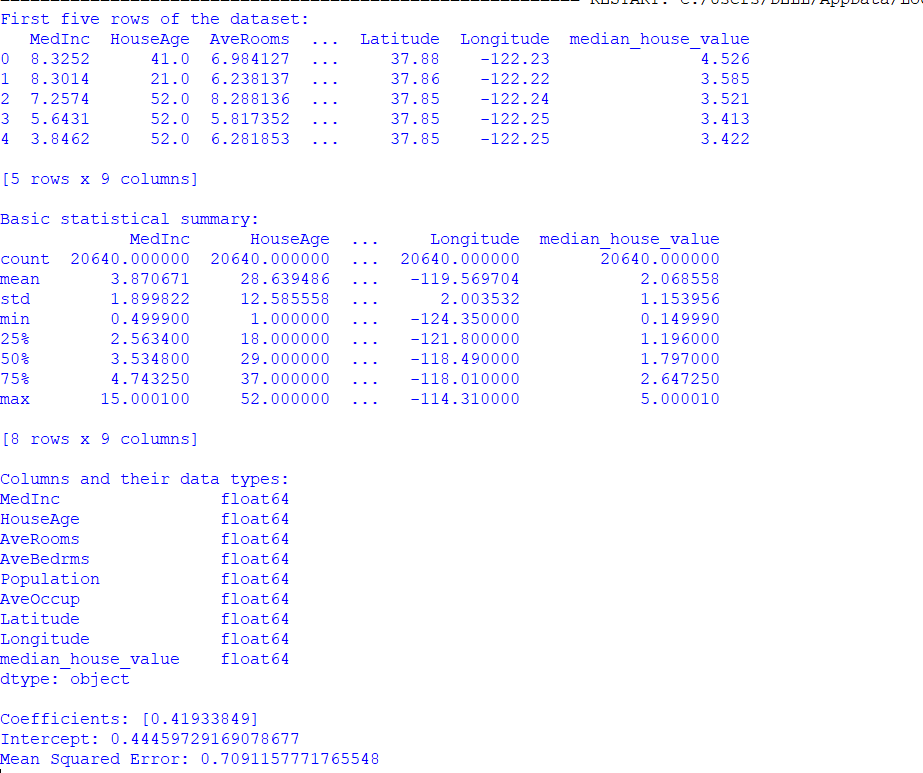 RESTART: C:/Users/DELL/AppData/Loc
First five rows of the dataset:
   MedInc  HouseAge  AveRooms  ...  Latitude  Longitude  median_house_value
0  8.3252      41.0  6.984127  ...     37.88    -122.23               4.526
1  8.3014      21.0  6.238137  ...     37.86    -122.22               3.585
2  7.2574      52.0  8.288136  ...     37.85    -122.24               3.521
3  5.6431      52.0  5.817352  ...     37.85    -122.25               3.413
4  3.8462      52.0  6.281853  ...     37.85    -122.25               3.422
[5 rows x 9 columns]
Basic statistical summary:
             MedInc      HouseAge  ...     Longitude  median_house_value
count  20640.000000  20640.000000  ...  20640.000000        20640.000000
mean       3.870671     28.639486  ...   -119.569704            2.068558
std        1.899822     12.585558  ...      2.003532            1.153956
min        0.499900      1.000000  ...   -124.350000            0.149990
25%        2.563400     18.000000  ...   -121.800000            1.196000
50%        3.534800     29.000000  ...   -118.490000            1.797000
75%        4.743250     37.000000  ...   -118.010000            2.647250
max       15.000100     52.000000  ...   -114.310000            5.000010
[8 rows x 9 columns]
Columns and their data types:
MedInc                float64
HouseAge              float64
AveRooms              float64
AveBedrms             float64
Population            float64
AveOccup              float64
Latitude              float64
Longitude             float64
median_house_value    float64
dtype: object
Coefficients: [0.41933849]
Intercept: 0.44459729169078677
Mean Squared Error: 0.7091157771765548